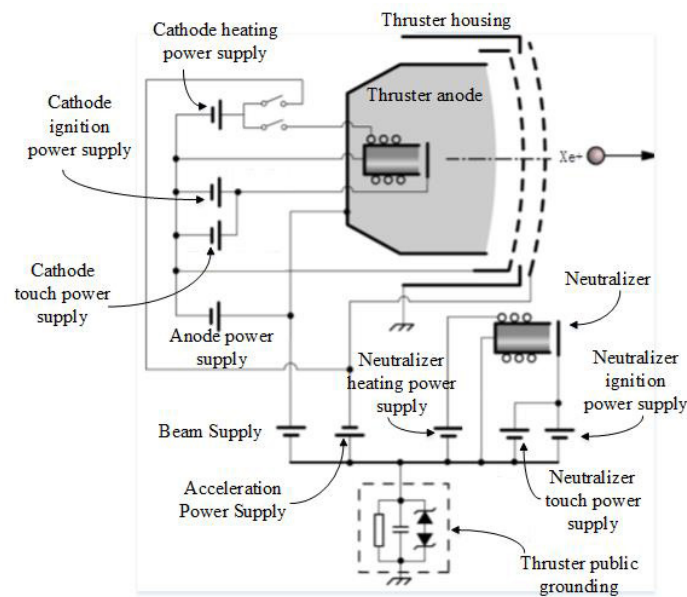 Cathode heating
power supply
Thruster housing
Cathode
ignition
power supply
Thruster anode
Xe+
Cathode
touch power
supply
Anode power
supply
Neutralizer
Neutralizer
heating power
supply
Neutralizer
ignition
power supply
Beam Supply
Acceleration
Power Supply
Neutralizer
touch power
supply
Thruster public
grounding